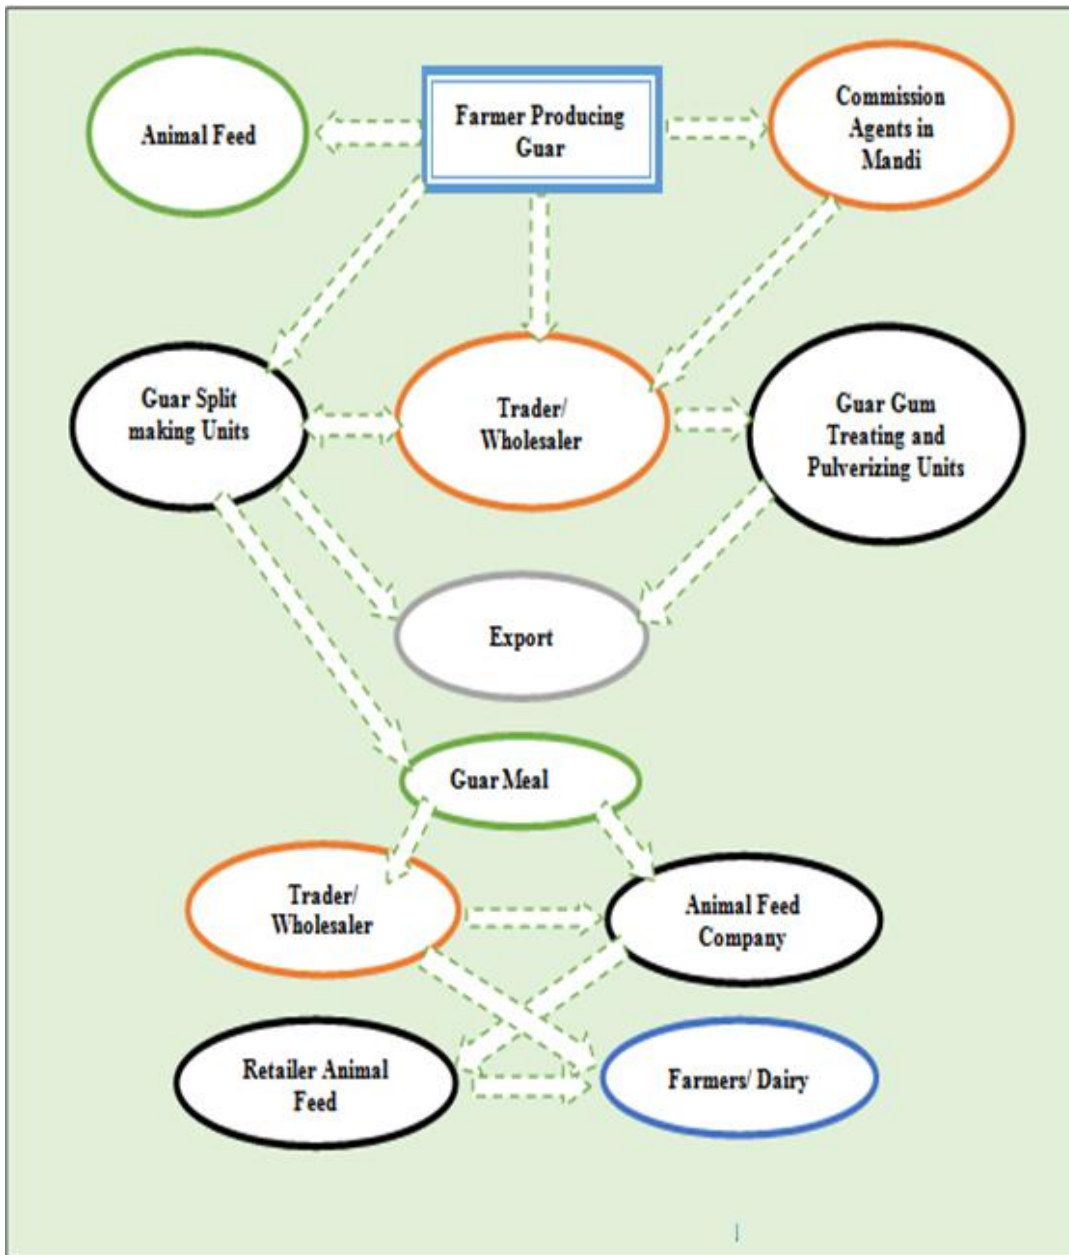 Animal Feed
Farmer Producing
Guar
Commission
Agents in
Mandi
Guar Split
making Units
Trader/
Wholesaler
Guar Gum
Treating and
Pulverizing Units
Export
Guar Meal
Trader/
Wholesaler
Animal Feed
Company
Retailer Animal
Feed
Farmers/ Dairy